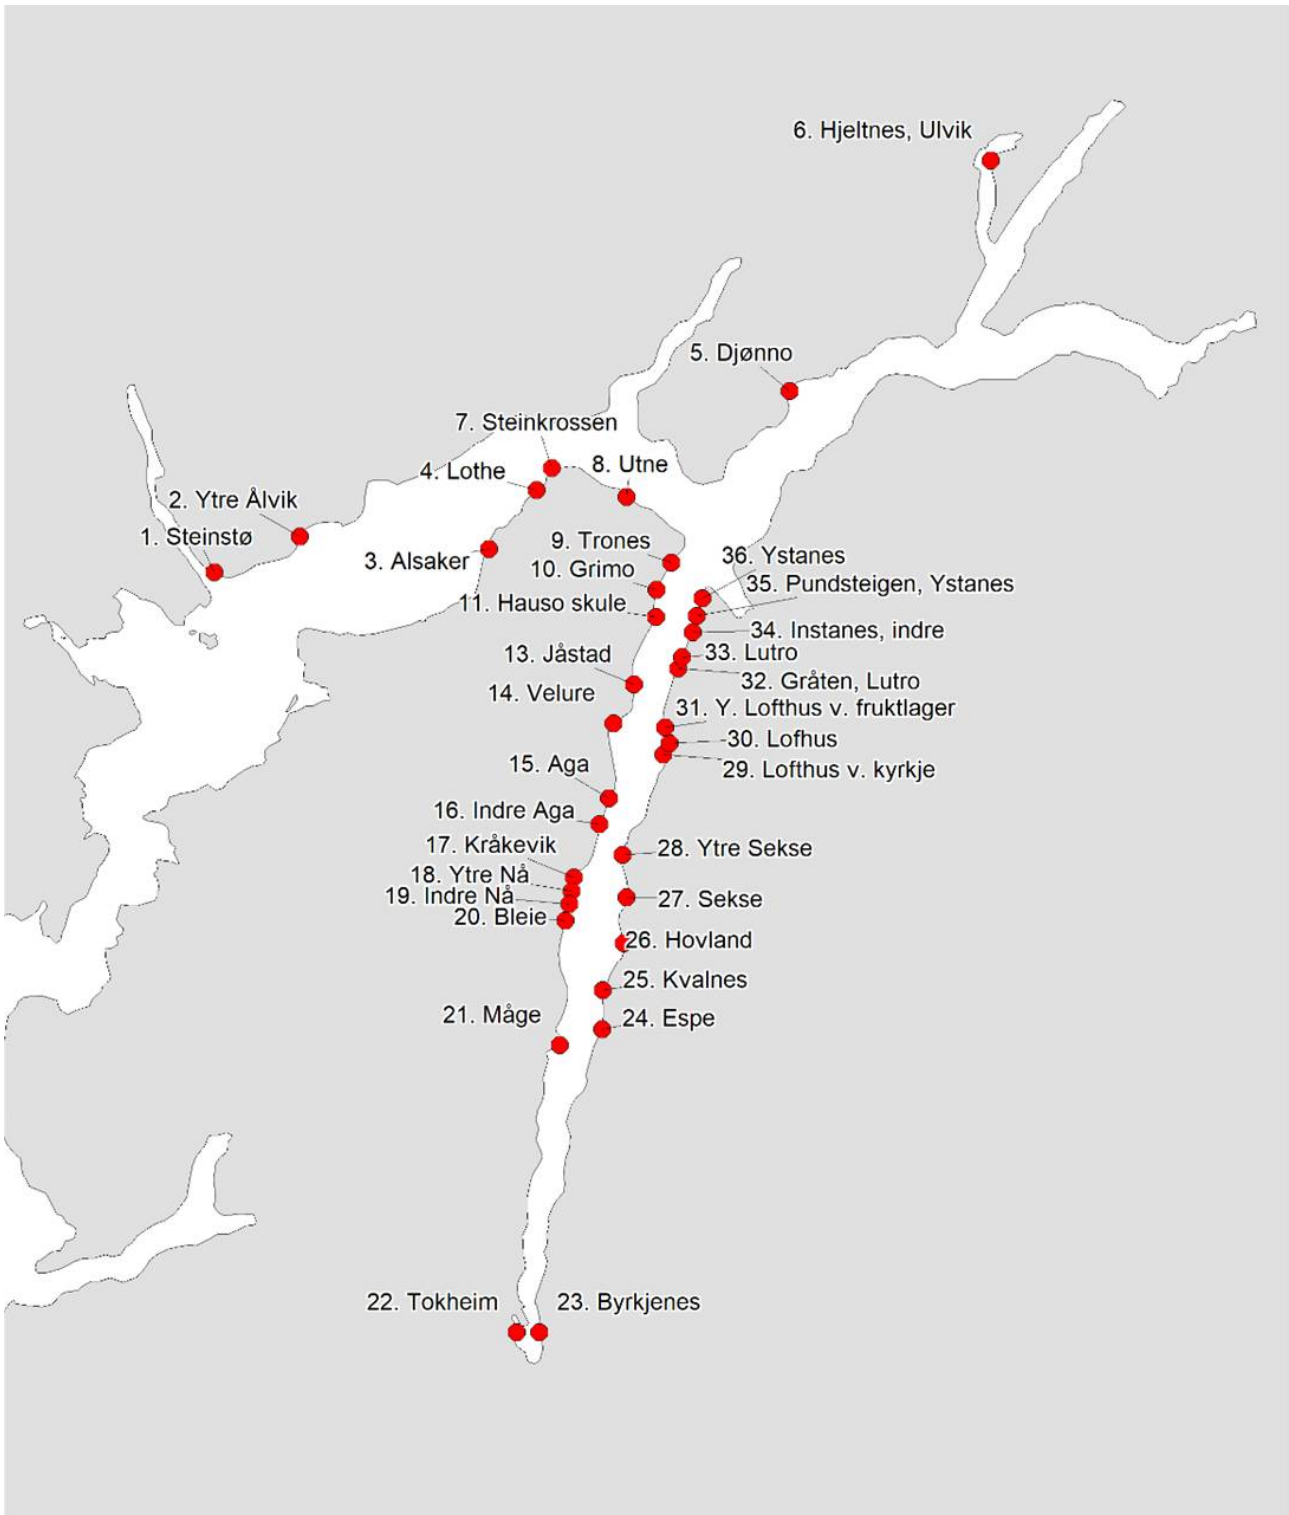 6. Hjeltnes, Ulvik
5. Djønno
7. Steinkrossen
8. Utne
4. Lothe
2. Ytre Ålvik
1. Steinstø
3. Alsaker
9. Trones
36. Ystanes
10. Grimo
35. Pundsteigen, Ystanes
11. Hauso skule
34. Instanes, indre
13. Jåstad
33. Lutro
32. Gråten, Lutro
14. Velure
31. Y. Lofthus v. fruktlager
30. Lofhus
15. Aga
29. Lofthus v. kyrkje
16. Indre Aga
17. Kråkevik
28. Ytre Sekse
18. Ytre Nå
19. Indre Nå
27. Sekse
20. Bleie
26. Hovland
25. Kvalnes
21. Måge
24. Espe
22. Tokheim
23. Byrkjenes